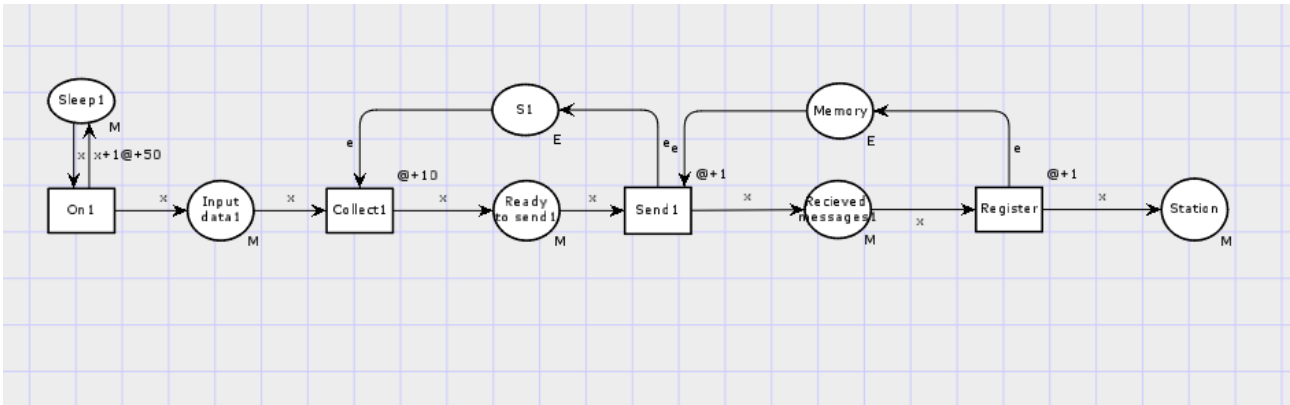 Sleep1
M
x
x+1@+50
On1
x
Input
data1
M
x
S1
E
e
e
@+10
Collect1
x
Ready
to send1
M
x
Memory
E
e
e
@+1
Send1
x
Recieved
messages1
M
x
@+1
Register
x
Station
M